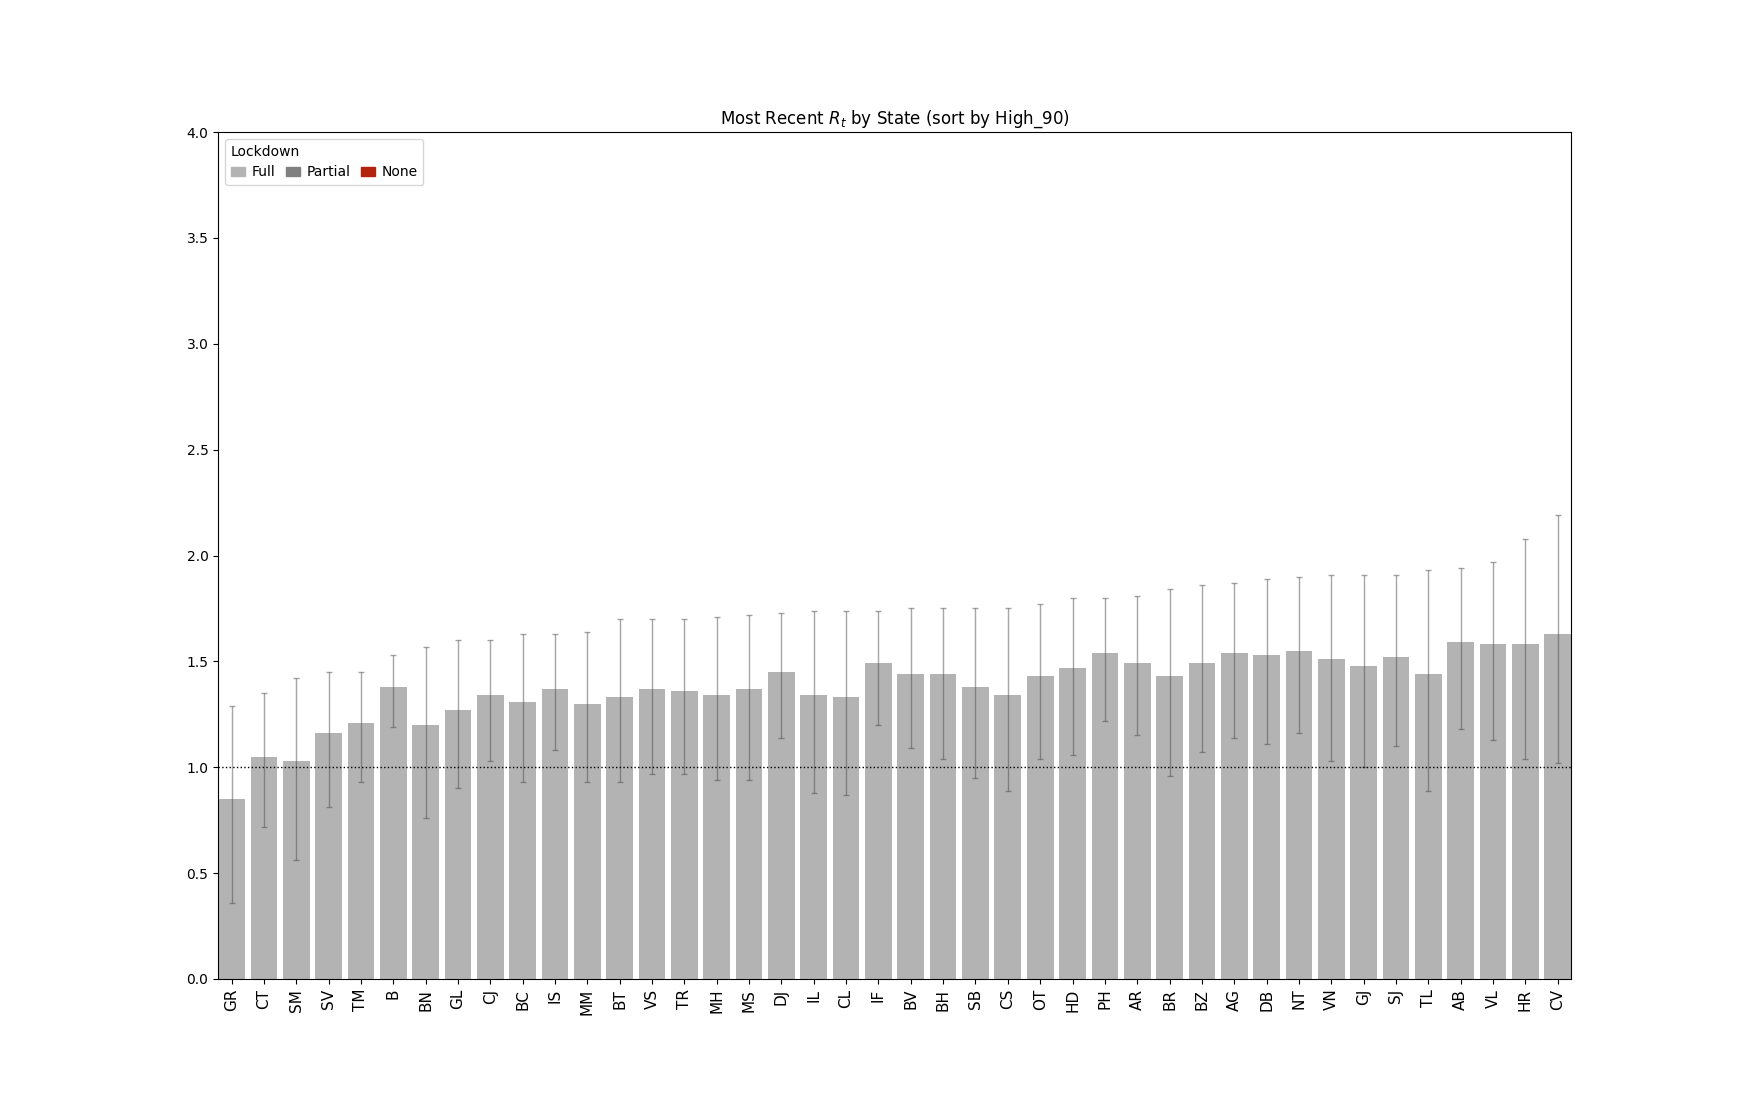 Most Recent Rt by State (sort by High_90)
Lockdown
Full Partial None
4.0
3.5
3.0
2.5
2.0
1.5
1.0
0.5
0.0
GR CT SM SV TM B BN GL CJ BC IS MM BT VS TR MH MS DJ IL CL IF BV BH SB CS OT HD PH AR BR BZ AG DB NT VN GJ SJ TL AB VL HR CV